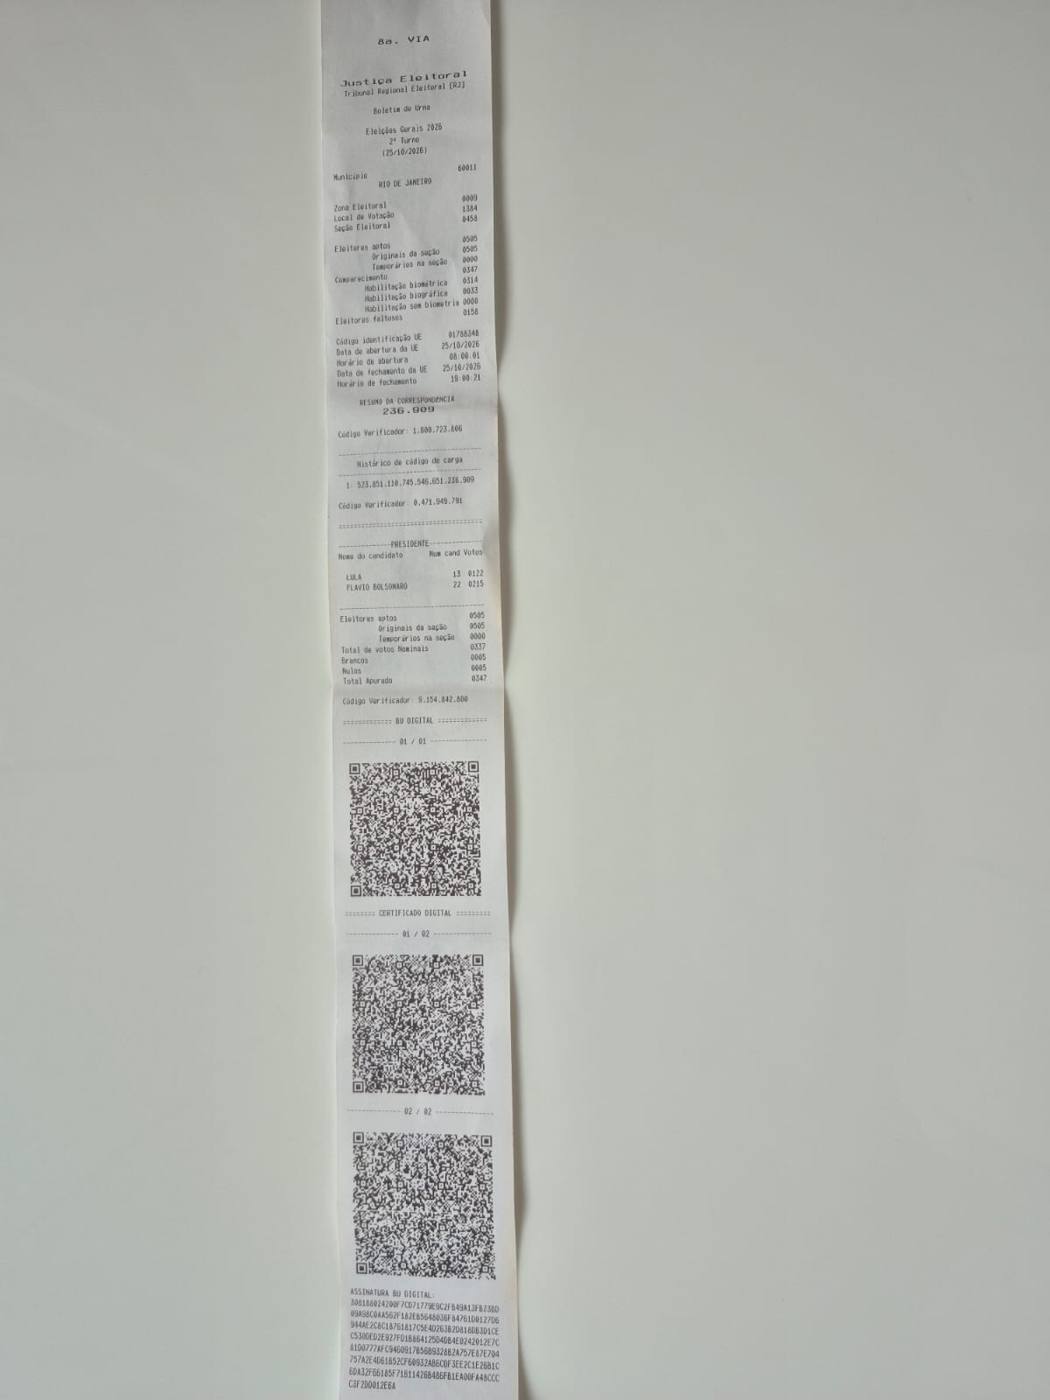 8a. VIA
Justiça Eleitoral
Tribunal Regional Eleitoral [RJ]
Boletim de Urna
Eleições Gerais 2026
2º Turno
(25/10/2026)
Município 60011
RIO DE JANEIRO
Zona Eleitoral 0009
Local de Votação 1384
Seção Eleitoral 0458
Eleitores aptos 0505
Originais da seção 0505
Temporários na seção 0000
Comparecimento 0347
Habilitação biométrica 0314
Habilitação biográfica 0033
Habilitação sem biometria 0000
Eleitores faltosos 0158
Código identificação UE 01788348
Data de abertura da UE 25/10/2026
Horário de abertura 08:00:01
Data de fechamento da UE 25/10/2026
Horário de fechamento
RESUMO DA CORRESPONDÊNCIA
236.909
Código Verificador:
Histórico de código de carga
Código Verificador:
PRESIDENTE
Nome do candidato Num cand Votos
LULA 13 0122
FLAVIO BOLSONARO 22 0215
Eleitores aptos 0505
Originais da seção 0505
Temporários na seção 0000
Total de votos Nominais 0337
Brancos 0005
Nulos 0005
Total Apurado 0347
Código Verificador:
============ BU DIGITAL =============
-------------- 01 / 01 --------------
======== CERTIFICADO DIGITAL =========
-------------- 01 / 02 --------------
-------------- 02 / 02 --------------
ASSINATURA BU DIGITAL: